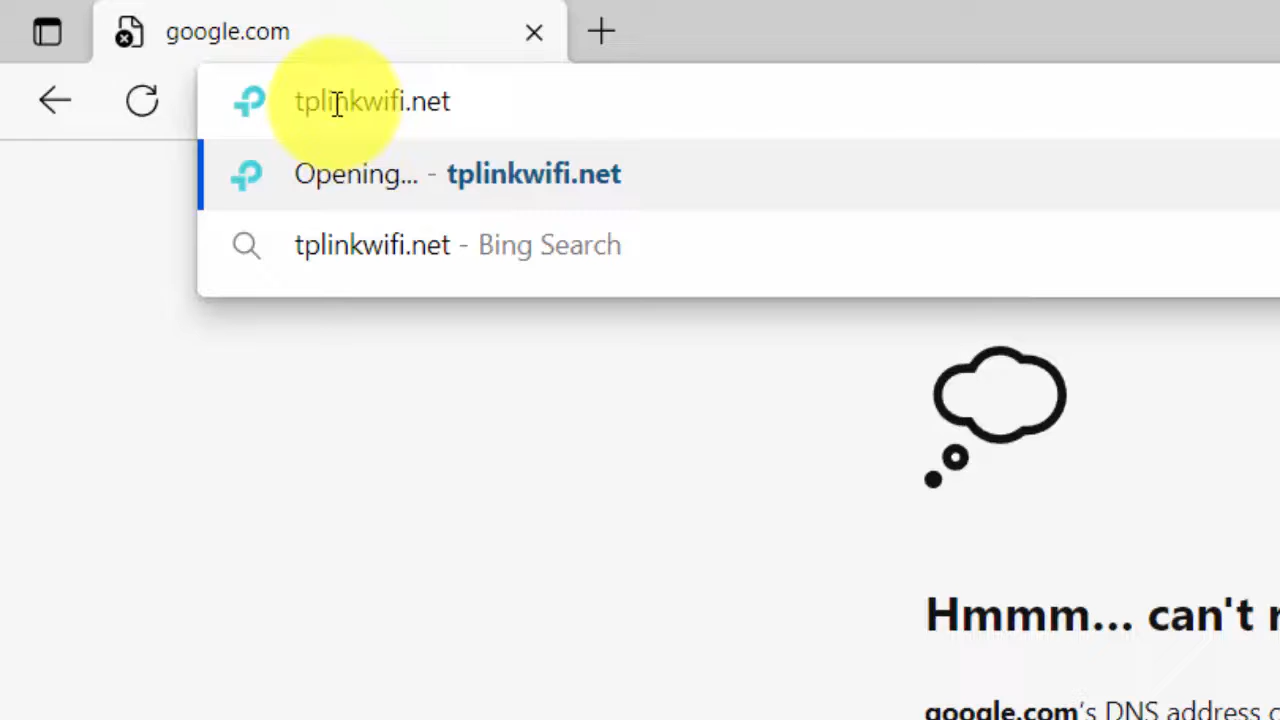 google.com
tplinkwifi.net
Opening... - tplinkwifi.net
tplinkwifi.net - Bing Search
Hmmm... can't
google.com's DNS address